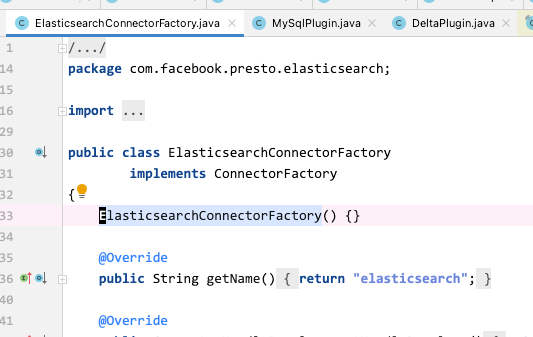 ElasticsearchConnectorFactory.java
MySqlPlugin.java
DeltaPlugin.java
1 /.../
14 package com.facebook.presto.elasticsearch;
15
16 import ...
29
30 public class ElasticsearchConnectorFactory
31 implements ConnectorFactory
32 {
33 ElasticsearchConnectorFactory() {}
34
35 @Override
36 public String getName() { return "elasticsearch"; }
40
41 @Override